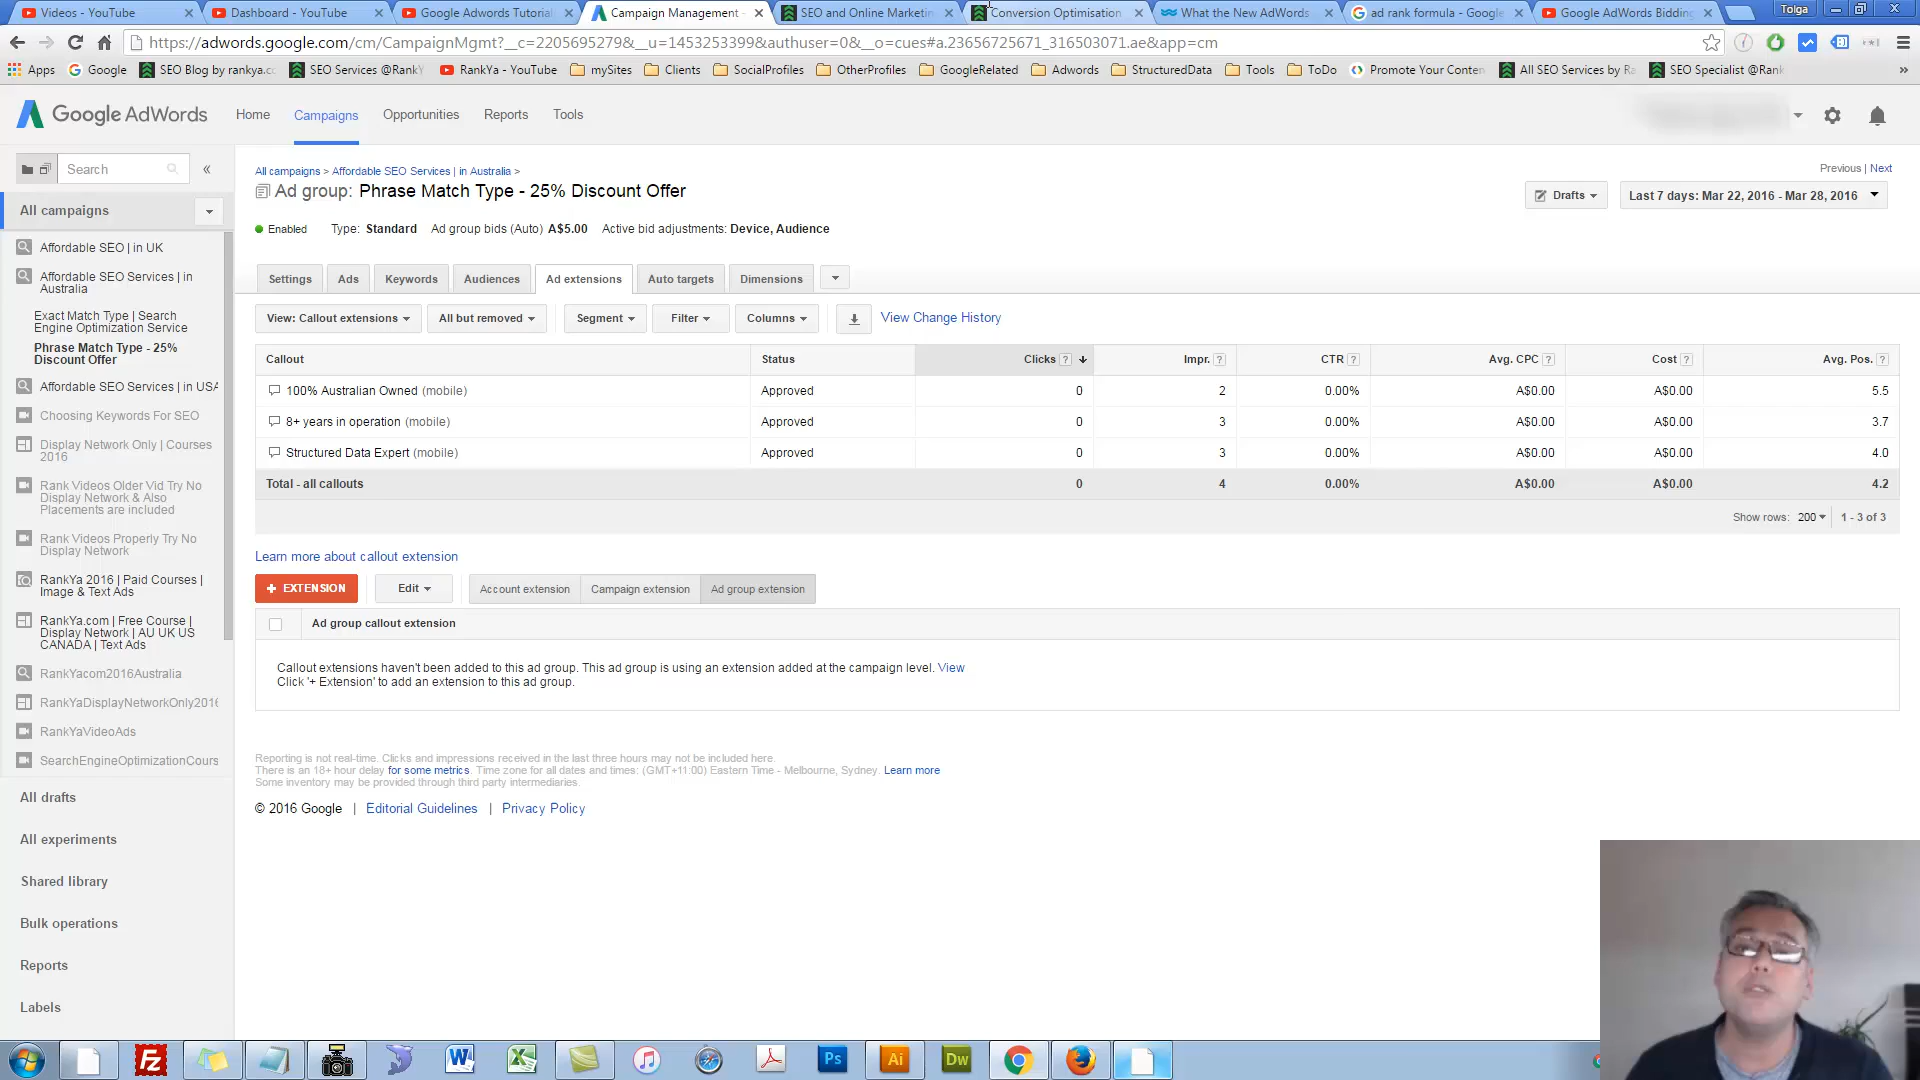 Videos - YouTube
Dashboard - YouTube
Google Adwords Tutorial
Campaign Management -
SEO and Online Marketin
Conversion Optimisation
What the New AdWords
ad rank formula - Google
Google AdWords Bidding
Tolga
https://adwords.google.com/cm/CampaignMgmt?__c=2205695279&__u=1453253399&authuser=0&__o=cues#a.23656725671_316503071.ae&app=cm
Apps
Google
SEO Blog by rankya.c
SEO Services @Rank
RankYa - YouTube
mySites
Clients
SocialProfiles
OtherProfiles
GoogleRelated
Adwords
StructuredData
Tools
ToDo
Promote Your Conten
All SEO Services by Ra
SEO Specialist @Rank
Google AdWords
Home
Campaigns
Opportunities
Reports
Tools
Search
All campaigns > Affordable SEO Services | in Australia >
Previous | Next
Ad group: Phrase Match Type - 25% Discount Offer
Drafts
Last 7 days: Mar 22, 2016 - Mar 28, 2016
All campaigns
Enabled Type: Standard Ad group bids (Auto) A$5.00 Active bid adjustments: Device, Audience
Affordable SEO | in UK
Affordable SEO Services | in
Australia
Exact Match Type | Search
Engine Optimization Service
Phrase Match Type - 25%
Discount Offer
Affordable SEO Services | in USA
Choosing Keywords For SEO
Display Network Only | Courses
2016
Rank Videos Older Vid Try No
Display Network & Also
Placements are included
Rank Videos Properly Try No
Display Network
RankYa 2016 | Paid Courses |
Image & Text Ads
RankYa.com | Free Course |
Display Network | AU UK US
CANADA | Text Ads
RankYacom2016Australia
RankYaDisplayNetworkOnly2016
RankYaVideoAds
SearchEngineOptimizationCours
All drafts
All experiments
Shared library
Bulk operations
Reports
Labels
Settings
Ads
Keywords
Audiences
Ad extensions
Auto targets
Dimensions
View: Callout extensions
All but removed
Segment
Filter
Columns
View Change History
Callout Status Clicks ? Impr. ? CTR ? Avg. CPC ? Cost ? Avg. Pos. ?
100% Australian Owned (mobile) Approved 0 2 0.00% A$0.00 A$0.00 5.5
8+ years in operation (mobile) Approved 0 3 0.00% A$0.00 A$0.00 3.7
Structured Data Expert (mobile) Approved 0 3 0.00% A$0.00 A$0.00 4.0
Total - all callouts 0 4 0.00% A$0.00 A$0.00 4.2
Show rows: 200 1 - 3 of 3
Learn more about callout extension
+ EXTENSION
Edit
Account extension
Campaign extension
Ad group extension
Ad group callout extension
Callout extensions haven't been added to this ad group. This ad group is using an extension added at the campaign level. View
Click '+ Extension' to add an extension to this ad group.
Reporting is not real-time. Clicks and impressions received in the last three hours may not be included here.
There is an 18+ hour delay for some metrics. Time zone for all dates and times: (GMT+11:00) Eastern Time - Melbourne, Sydney. Learn more
Some inventory may be provided through third party intermediaries.
© 2016 Google | Editorial Guidelines | Privacy Policy
Fz
W
X
Ps
Ai
Dw